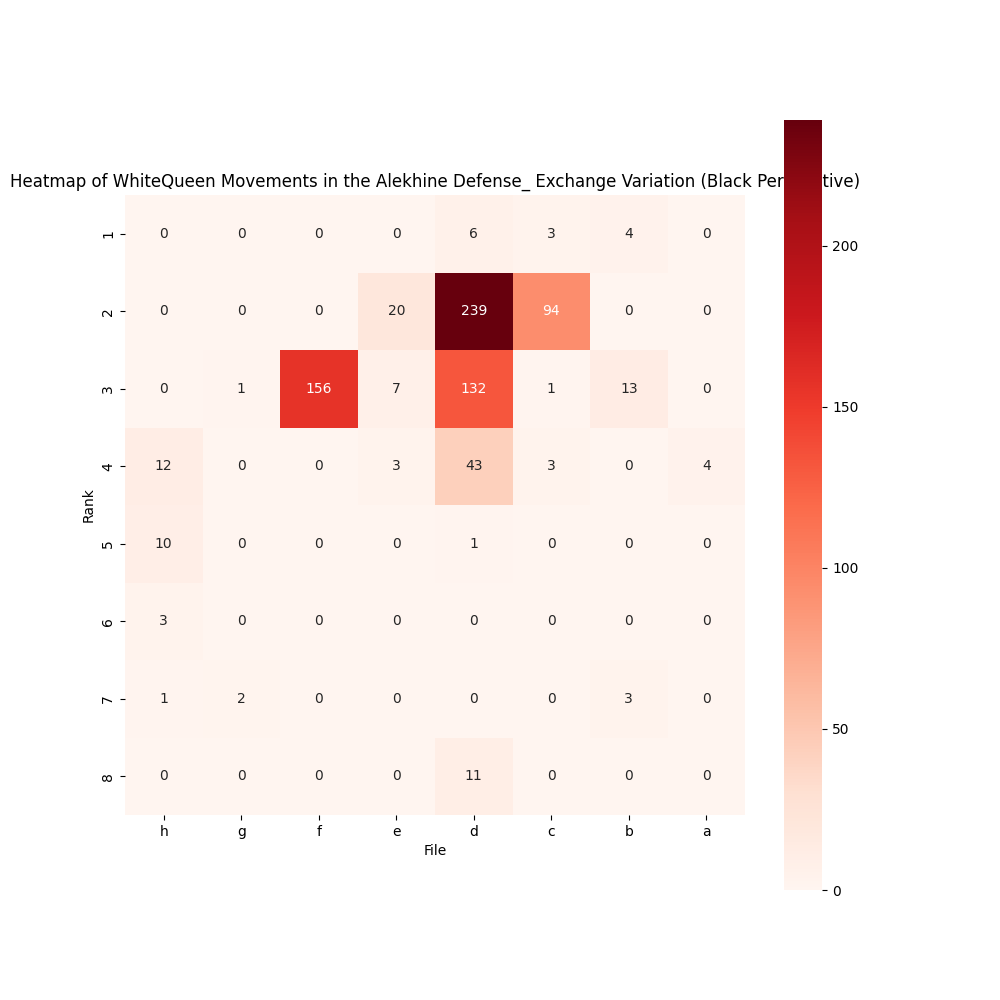 Heatmap of WhiteQueen Movements in the Alekhine Defense_ Exchange Variation (Black Per tive)
1 0 0 0 0 6 3 4 0
200
2 0 0 0 20 239 94 0 0
3 0 1 156 7 132 1 13 0
150
4 12 0 0 3 43 3 0 4
Rank
5 10 0 0 0 1 0 0 0
100
6 3 0 0 0 0 0 0 0
7 1 2 0 0 0 0 3 0
50
8 0 0 0 0 11 0 0 0
h g f e d c b a
File
0